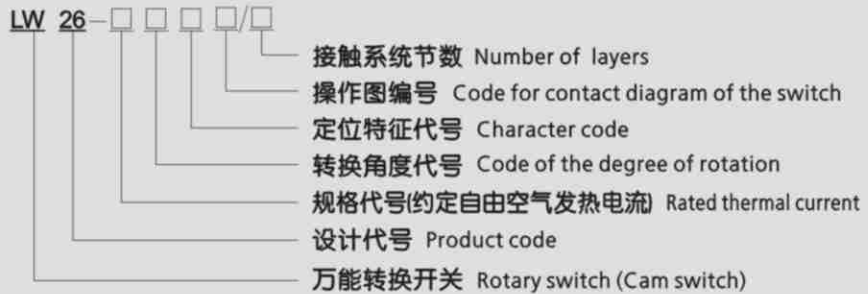 LW 26-□□□□/□
接触系统节数 Number of layers
操作图编号 Code for contact diagram of the switch
定位特征代号 Character code
转换角度代号 Code of the degree of rotation
规格代号(约定自由空气发热电流) Rated thermal current
设计代号 Product code
万能转换开关 Rotary switch (Cam switch)